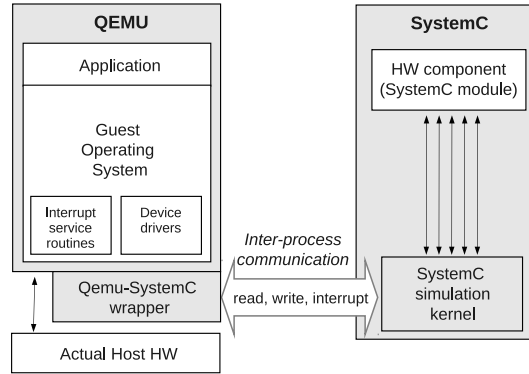 QEMU
Application
Guest
Operating
System
Interrupt
service
routines
Device
drivers
Qemu-SystemC
wrapper
Actual Host HW
Inter-process
communication
read, write, interrupt
SystemC
HW component
(SystemC module)
SystemC
simulation
kernel